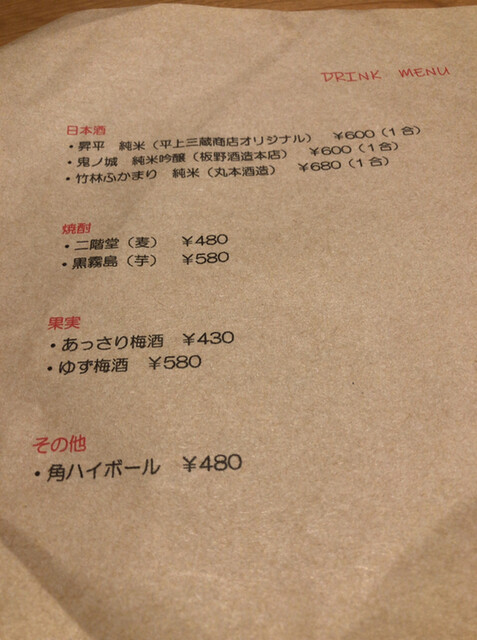 DRINK MENU
日本酒
・昇平 純米（平上三蔵商店オリジナル） ¥600（1合）
・鬼ノ城 純米吟醸（板野酒造本店） ¥600（1合）
・竹林ふかまり 純米（丸本酒造） ¥680（1合）
焼酎
・二階堂（麦） ¥480
・黒霧島（芋） ¥580
果実
・あっさり梅酒 ¥430
・ゆず梅酒 ¥580
その他
・角ハイボール ¥480